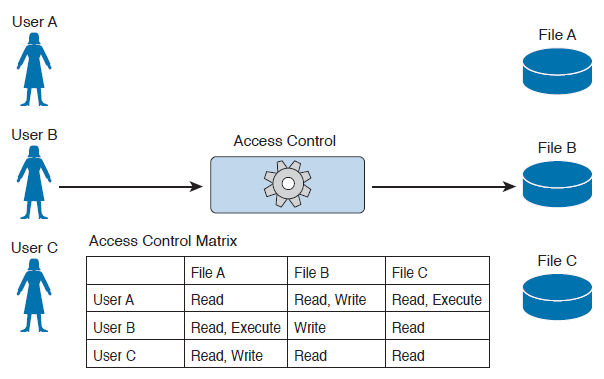 User A
File A
User B
Access Control
File B
User C
Access Control Matrix
File C
File A File B File C
User A Read Read, Write Read, Execute
User B Read, Execute Write Read
User C Read, Write Read Read